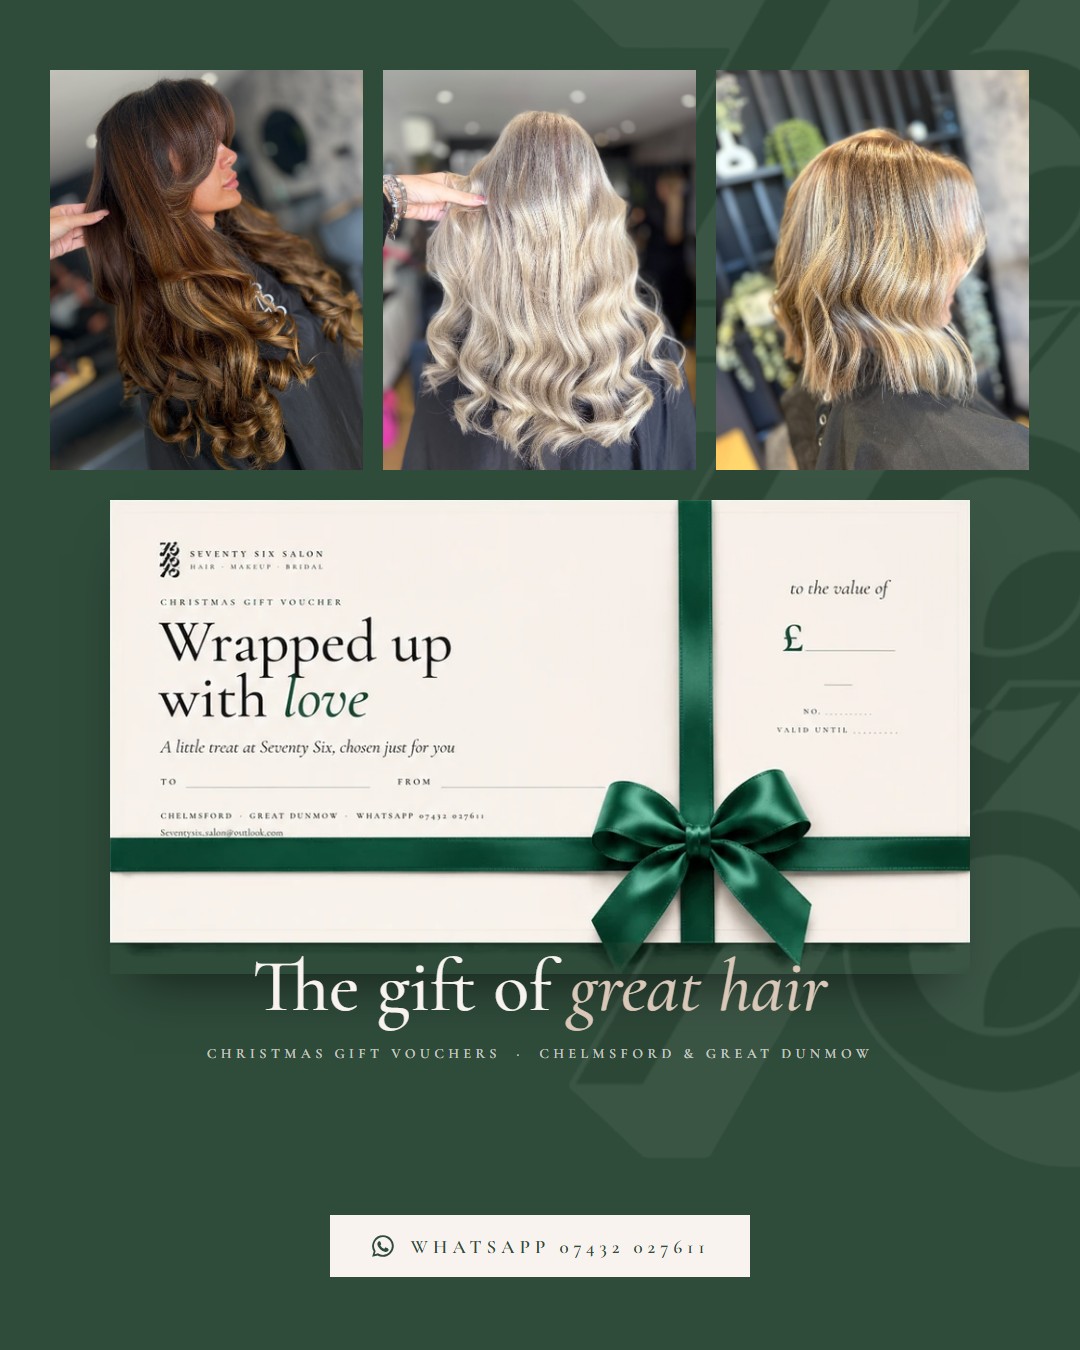 SEVENTY SIX SALON
HAIR · MAKEUP · BRIDAL
CHRISTMAS GIFT VOUCHER
Wrapped up
with love
A little treat at Seventy Six, chosen just for you
TO FROM
CHELMSFORD · GREAT DUNMOW · WHATSAPP 07432 027611
Seventysix.salon@outlook.com
to the value of
£
NO.
VALID UNTIL
The gift of great hair
CHRISTMAS GIFT VOUCHERS · CHELMSFORD & GREAT DUNMOW
WHATSAPP 07432 027611